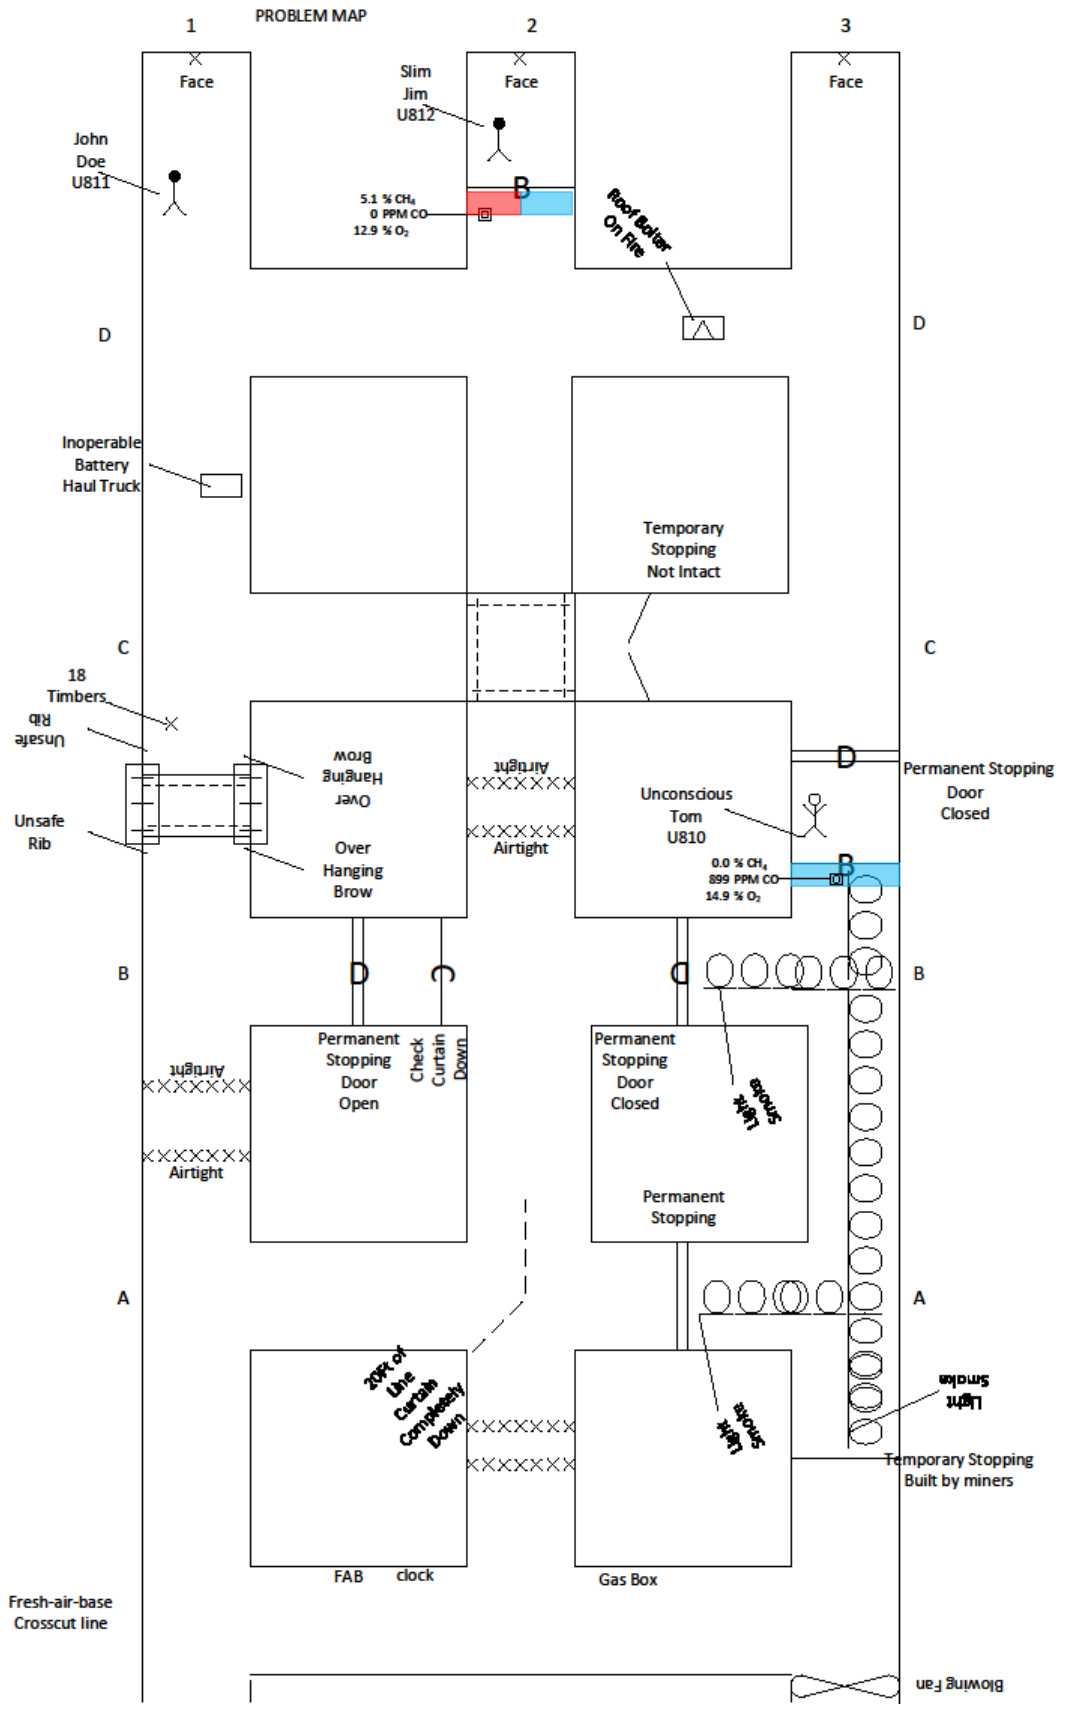 PROBLEM MAP
1
2
3
Face
Face
Face
Slim
Jim
U812
John
Doe
U811
B
5.1 % CH₄
0 PPM CO
12.9 % O₂
Roof Bolter
On Fire
D
D
Inoperable
Battery
Haul Truck
Temporary
Stopping
Not Intact
C
C
18
Timbers
Unsafe
Rib
Over
Hanging
Brow
Airtight
Airtight
D
Permanent Stopping
Door
Closed
Unconscious
Tom
U810
Unsafe
Rib
Over
Hanging
Brow
B
0.0 % CH₄
899 PPM CO
14.9 % O₂
B
D
C
D
B
Permanent
Stopping
Door
Open
Check
Curtain
Down
Permanent
Stopping
Door
Closed
Light
Smoke
Airtight
Airtight
Permanent
Stopping
A
A
20Ft of
Line
Curtain
Completely
Down
Light
Smoke
Light
Smoke
Temporary Stopping
Built by miners
FAB
clock
Gas Box
Fresh-air-base
Crosscut line
Blowing Fan